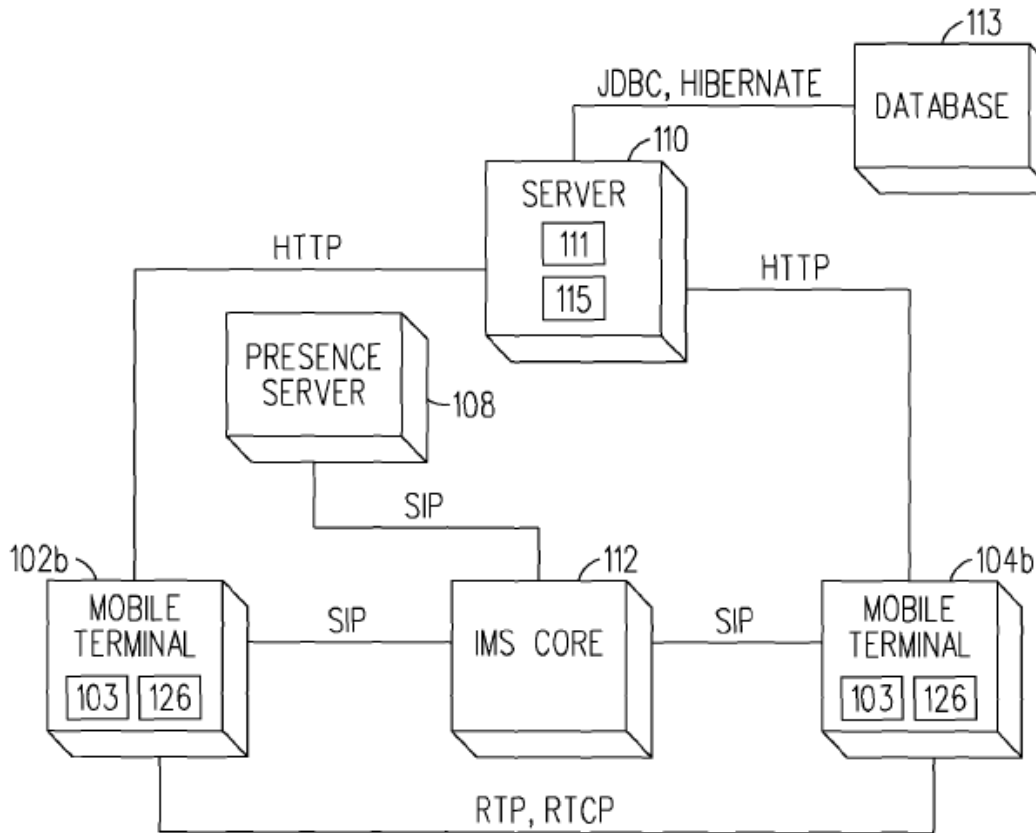 113
JDBC, HIBERNATE
DATABASE
110
SERVER
111
115
HTTP
HTTP
PRESENCE
SERVER
108
SIP
102b
112
104b
MOBILE
TERMINAL
103 126
SIP
IMS CORE
SIP
MOBILE
TERMINAL
103 126
RTP, RTCP